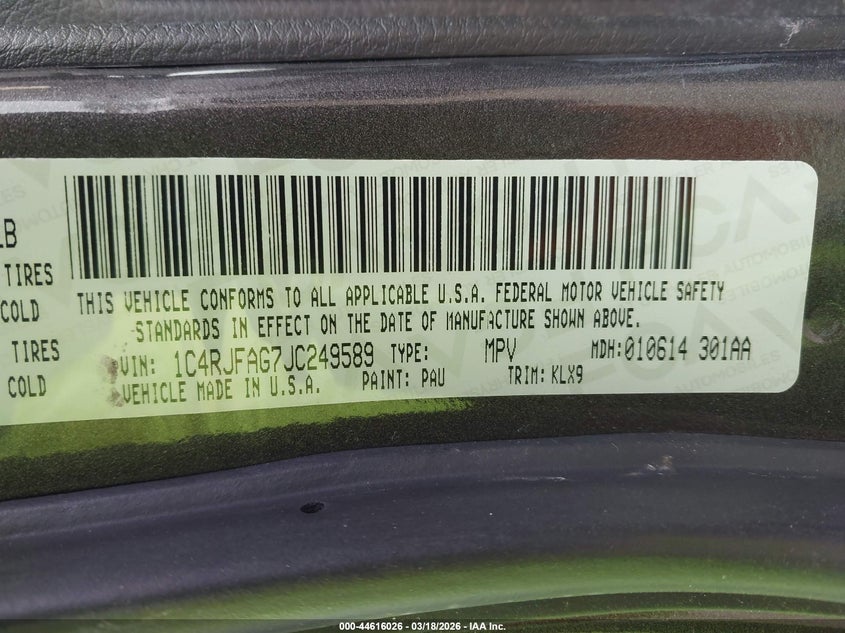 LB
TIRES
COLD
TIRES
COLD
THIS VEHICLE CONFORMS TO ALL APPLICABLE U.S.A. FEDERAL MOTOR VEHICLE SAFETY
STANDARDS IN EFFECT ON THE DATE OF MANUFACTURE SHOWN ABOVE.
VIN: 1C4RJFAG7JC249589 TYPE: MPV MDH:010614 301AA
VEHICLE MADE IN U.S.A. PAINT: PAU TRIM: KLX9
000-44616026 - 03/18/2026 - IAA Inc.